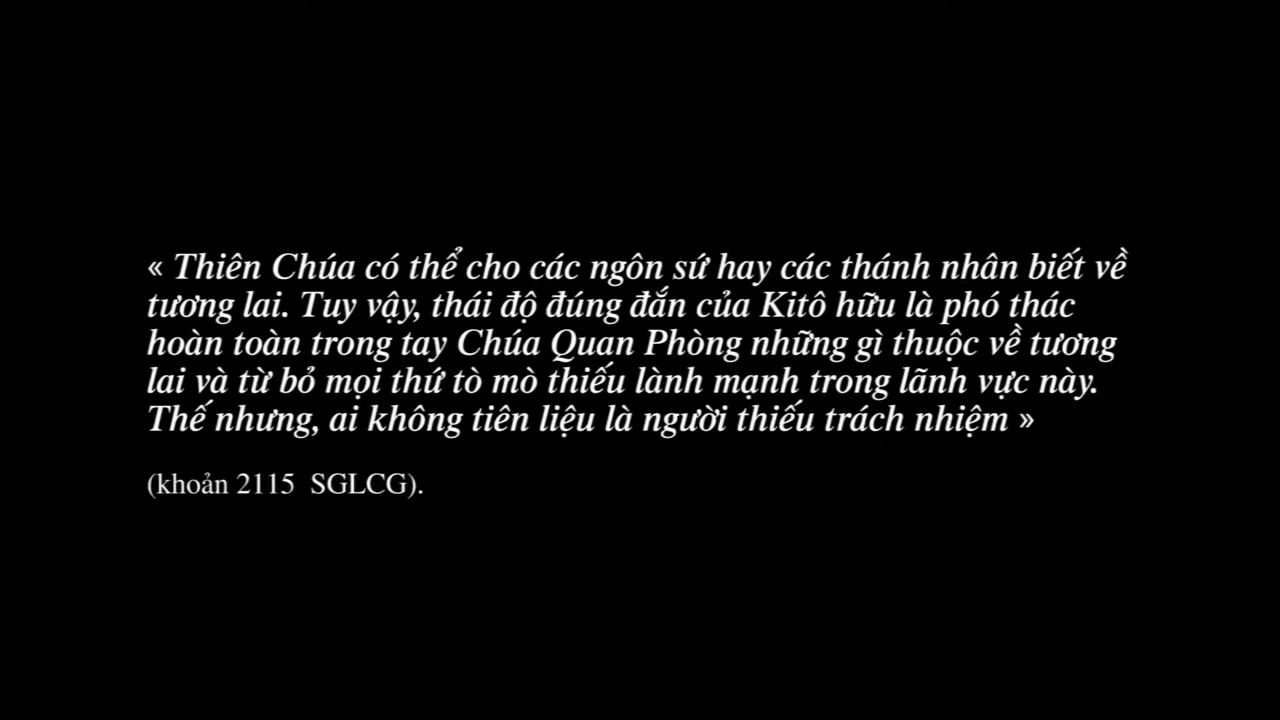 « Thiên Chúa có thể cho các ngôn sứ hay các thánh nhân biết về
tương lai. Tuy vậy, thái độ đúng đắn của Kitô hữu là phó thác
hoàn toàn trong tay Chúa Quan Phòng những gì thuộc về tương
lai và từ bỏ mọi thứ tò mò thiếu lành mạnh trong lãnh vực này.
Thế nhưng, ai không tiên liệu là người thiếu trách nhiệm »
(khoản 2115 SGLCG).